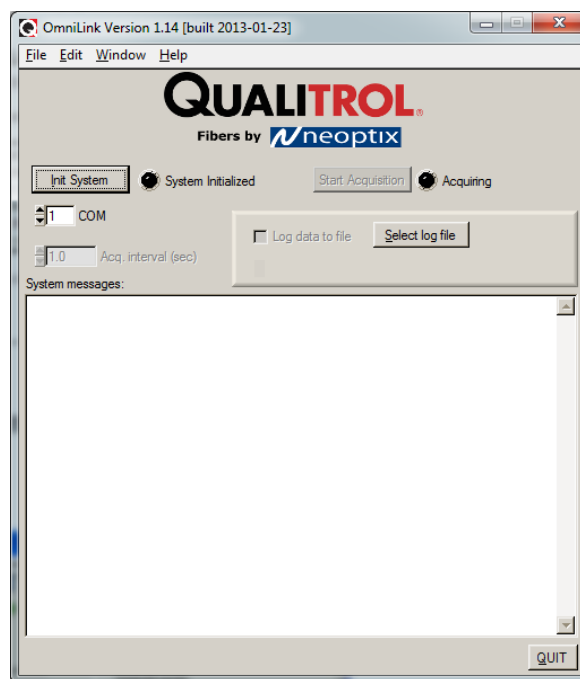 OmniLink Version 1.14 [built 2013-01-23]
File Edit Window Help
QUALITROL®
Fibers by neoptix
Init System System Initialized Start Acquisition Acquiring
1 COM
Log data to file Select log file
1.0 Acq. interval (sec)
System messages:
QUIT